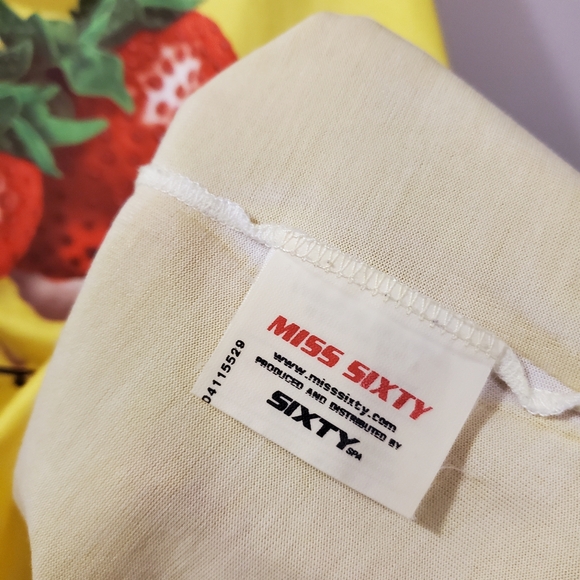 MISS SIXTY
www.misssixty.com
PRODUCED AND DISTRIBUTED BY
SIXTY SPA
04115529